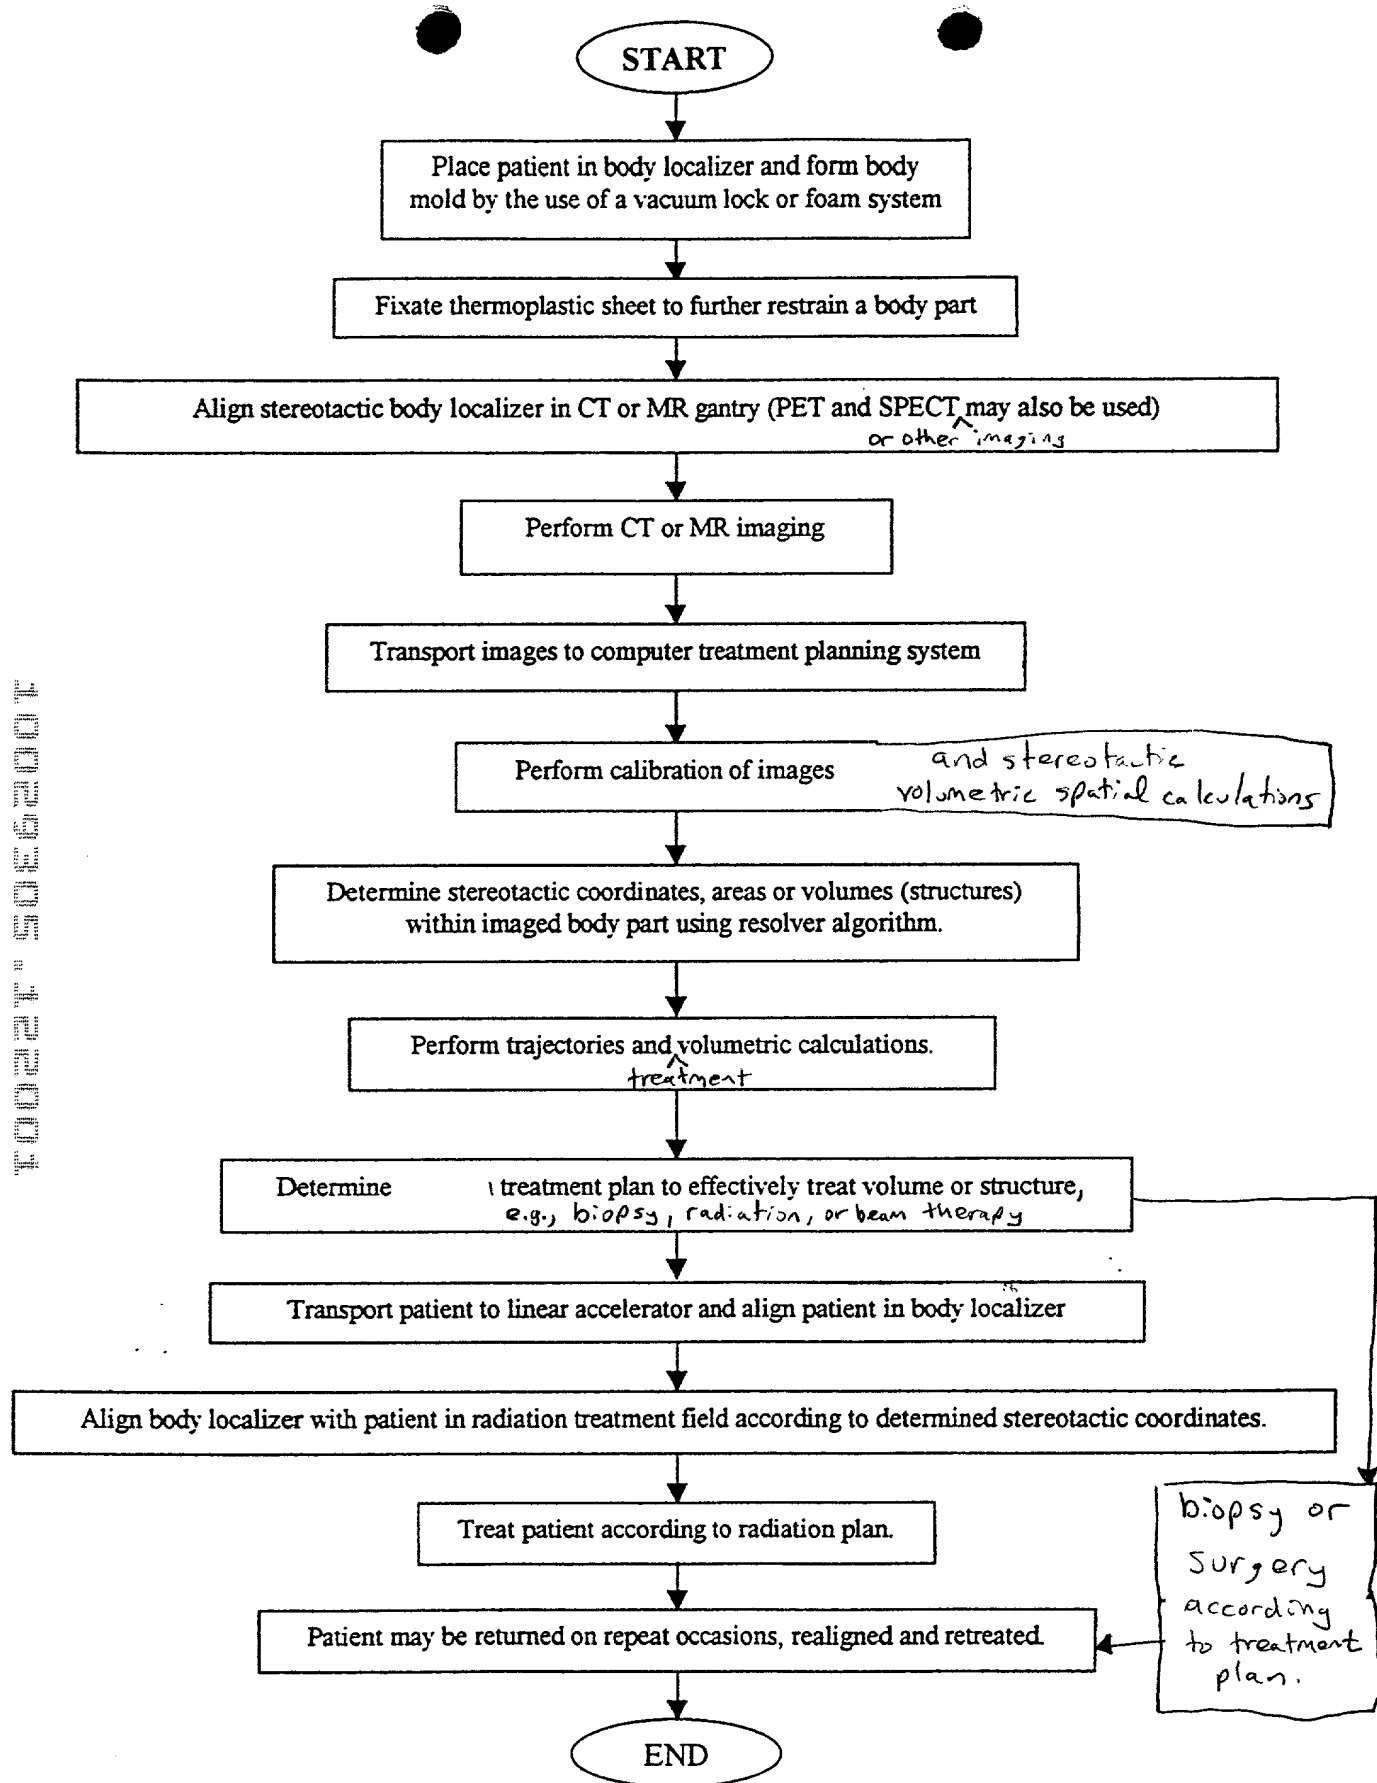 START
Place patient in body localizer and form body
mold by the use of a vacuum lock or foam system
Fixate thermoplastic sheet to further restrain a body part
Align stereotactic body localizer in CT or MR gantry (PET and SPECT may also be used)
or other imaging
Perform CT or MR imaging
Transport images to computer treatment planning system
Perform calibration of images
and stereotactic
volumetric spatial calculations
Determine stereotactic coordinates, areas or volumes (structures)
within imaged body part using resolver algorithm.
Perform trajectories and volumetric calculations.
treatment
Determine treatment plan to effectively treat volume or structure,
e.g., biopsy, radiation, or beam therapy
Transport patient to linear accelerator and align patient in body localizer
Align body localizer with patient in radiation treatment field according to determined stereotactic coordinates.
Treat patient according to radiation plan.
biopsy or
surgery
according
to treatment
plan.
Patient may be returned on repeat occasions, realigned and retreated.
END
10029305.122001